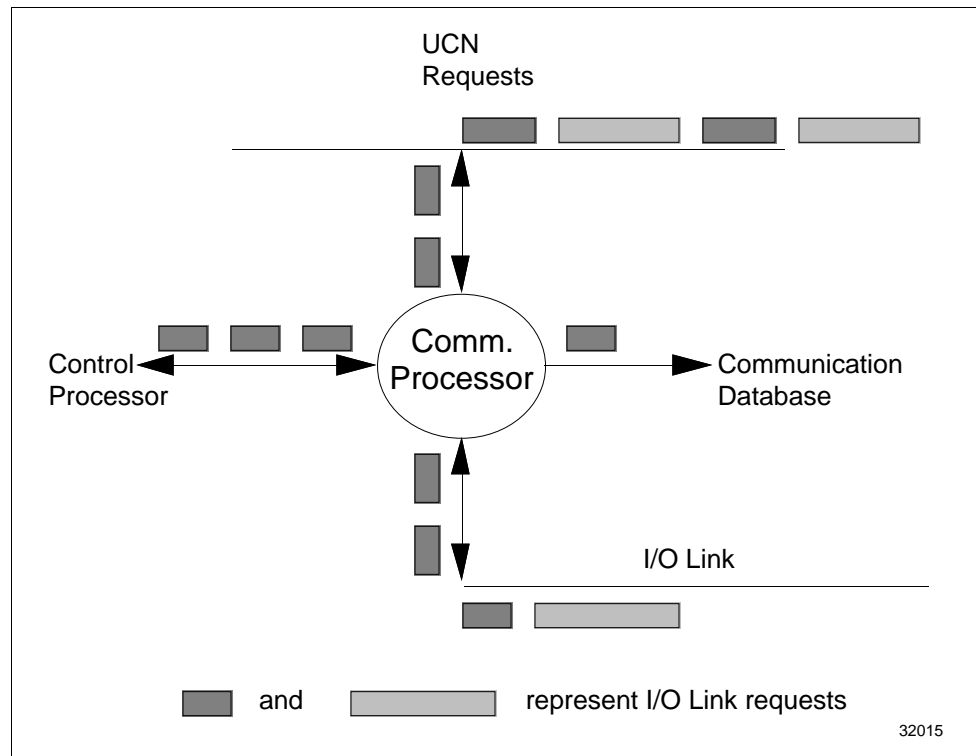 UCN
Requests
Comm.
Processor
Control
Processor
Communication
Database
I/O Link
and represent I/O Link requests
32015